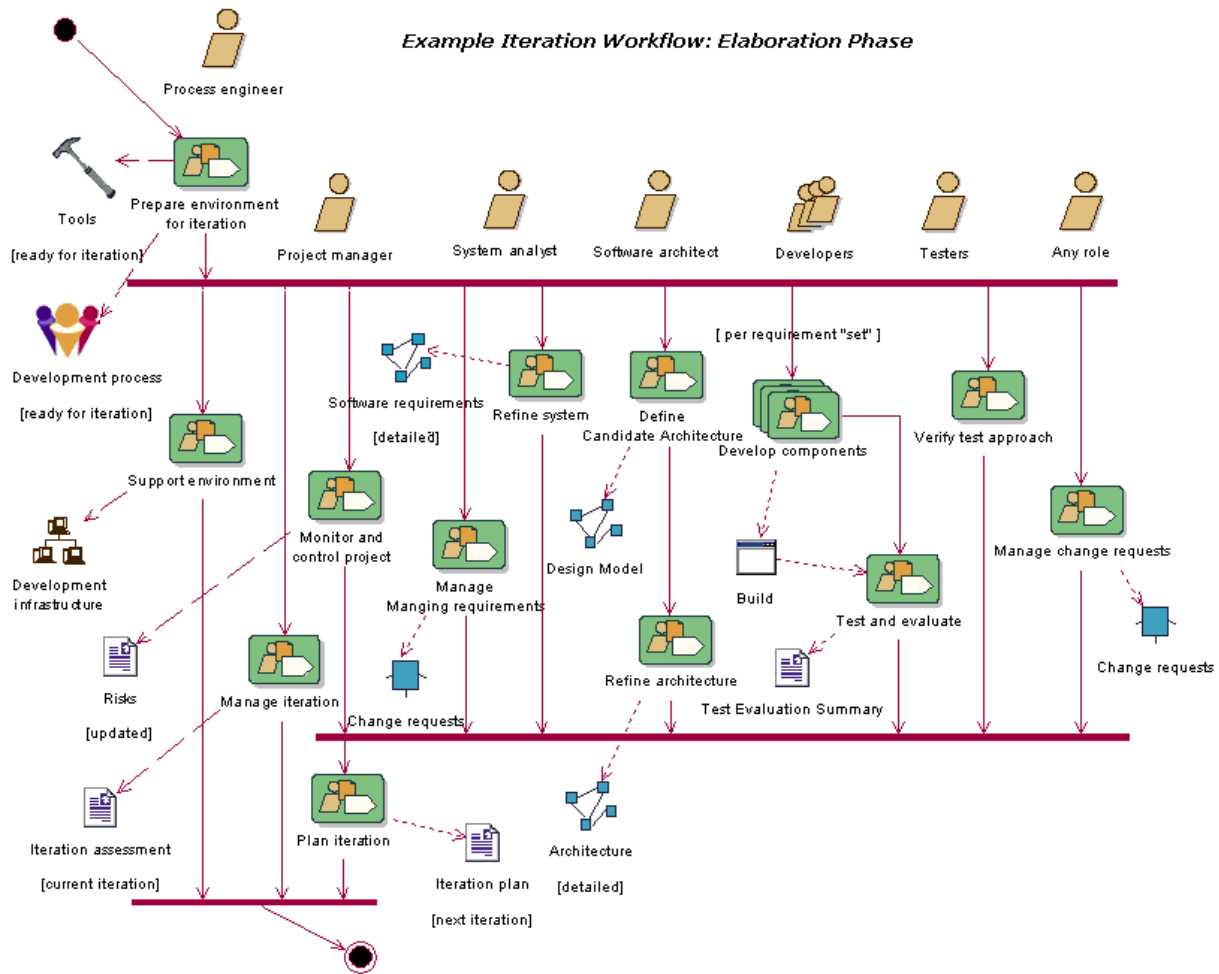 Example Iteration Workflow: Elaboration Phase
Process engineer
Tools
[ready for iteration]
Prepare environment
for iteration
Project manager
System analyst
Software architect
Developers
Testers
Any role
Development process
[ready for iteration]
Software requirements
[detailed]
Refine system
Define
Candidate Architecture
[ per requirement "set" ]
Develop components
Verify test approach
Support environment
Monitor and
control project
Manage
Manging requirements
Design Model
Build
Test and evaluate
Manage change requests
Development
infrastructure
Risks
[updated]
Manage iteration
Change requests
Refine architecture
Test Evaluation Summary
Change requests
Iteration assessment
[current iteration]
Plan iteration
Iteration plan
[next iteration]
Architecture
[detailed]